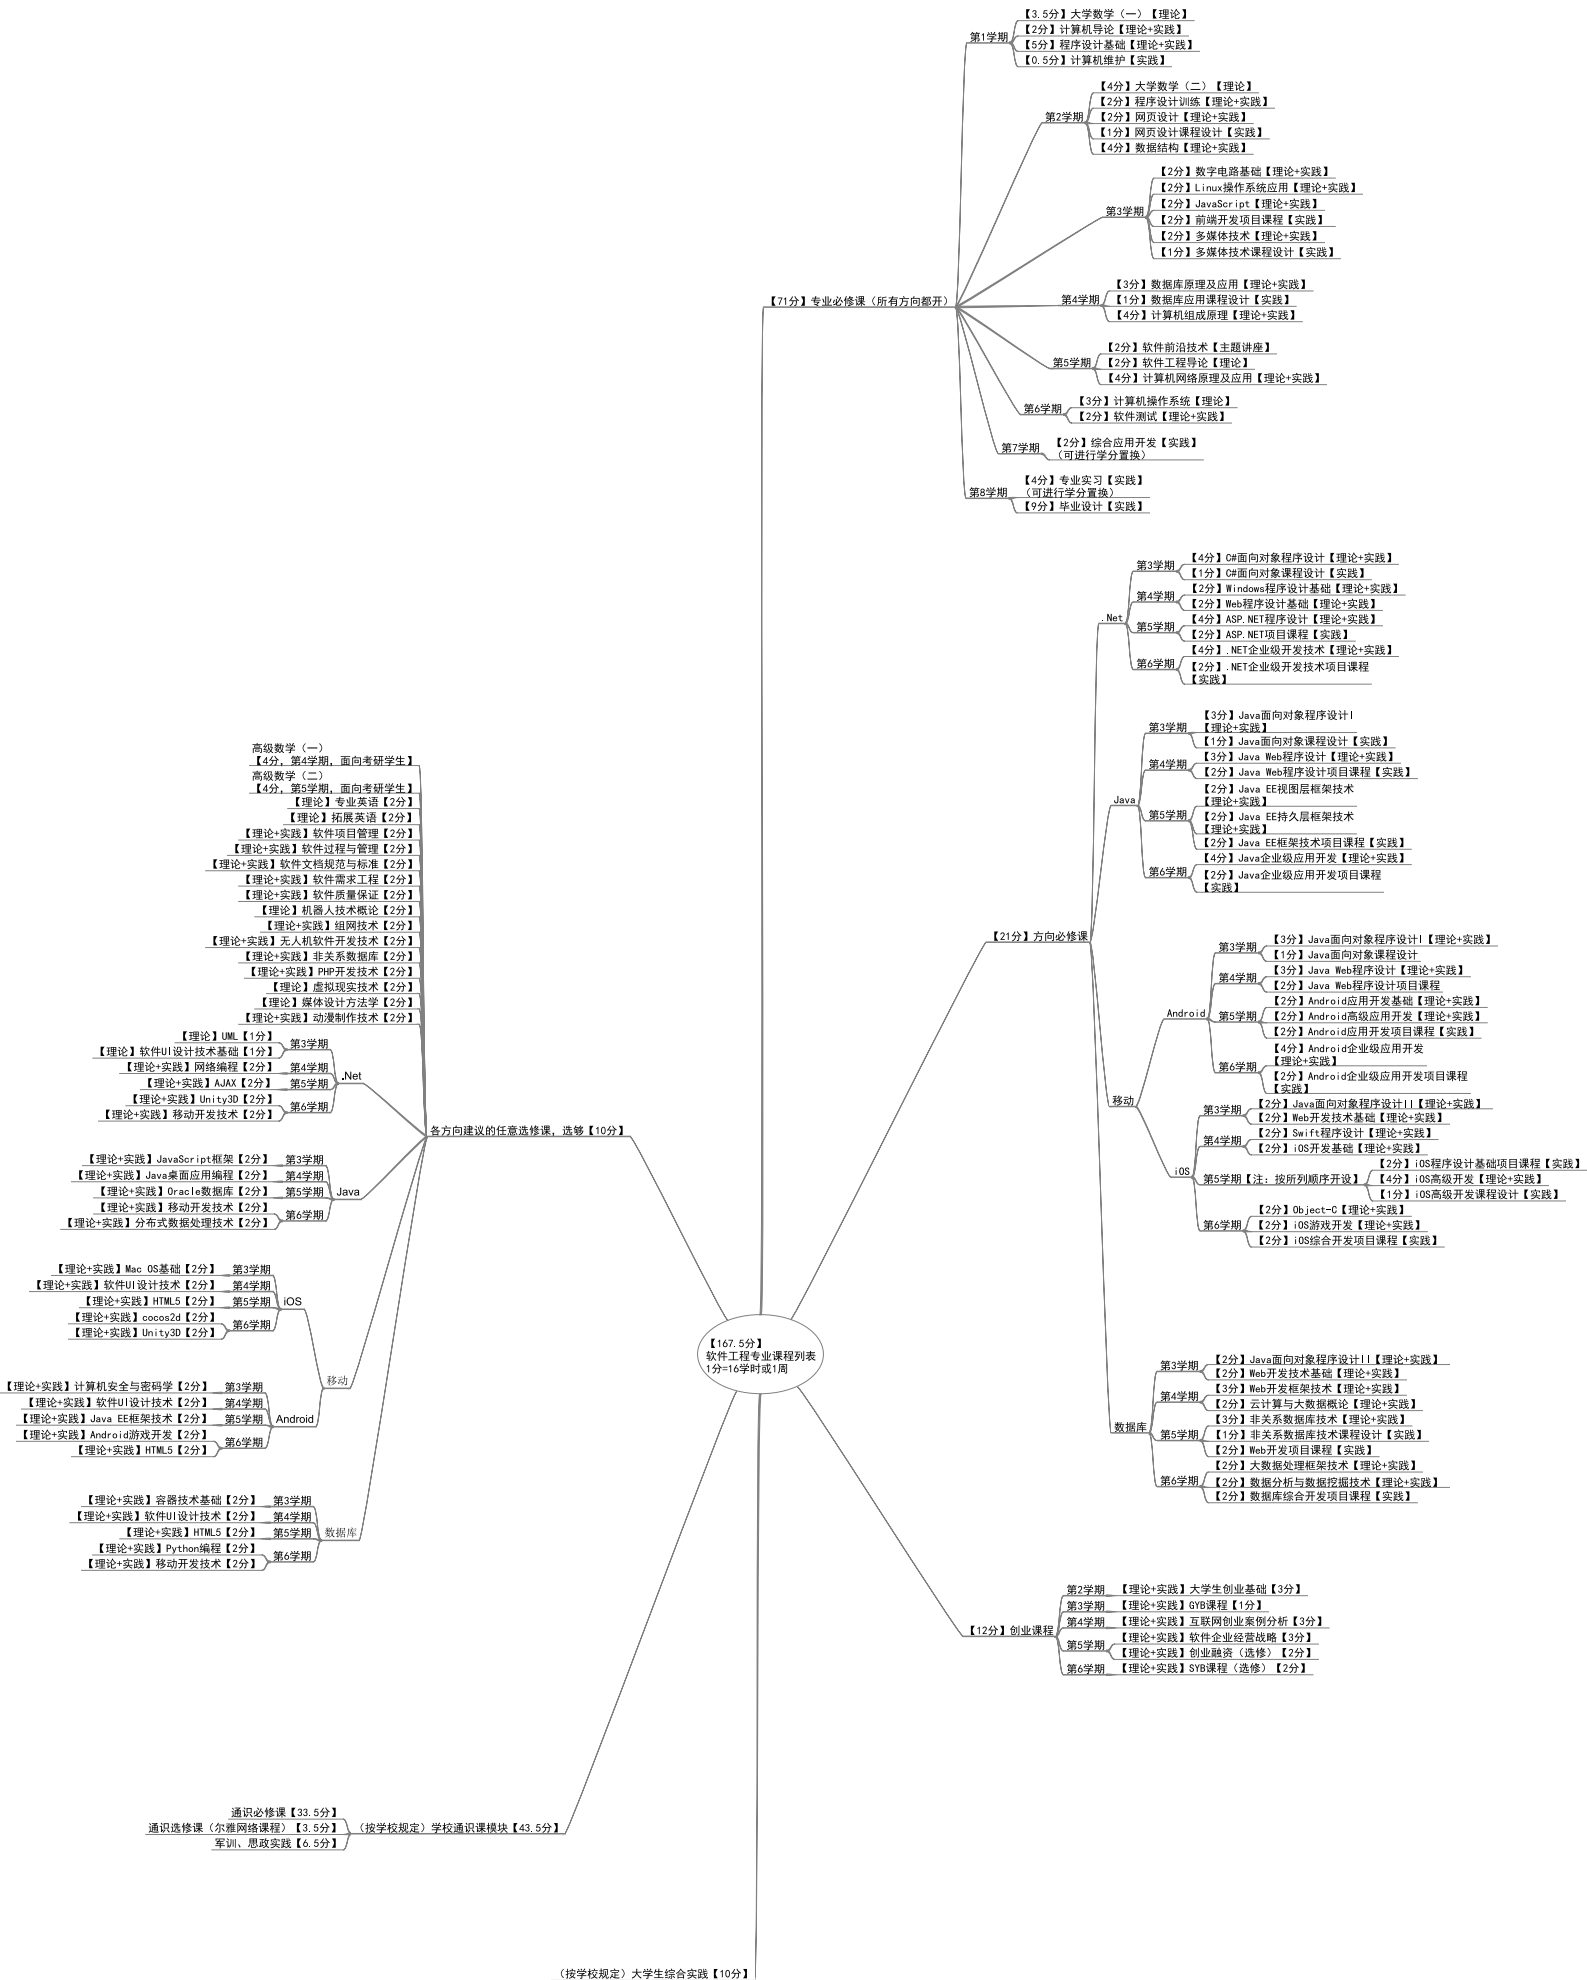 【167.5分】
软件工程专业课程列表
1分=16学时或1周
【71分】专业必修课（所有方向都开）
第1学期
【3.5分】大学数学（一）【理论】
【2分】计算机导论【理论+实践】
【5分】程序设计基础【理论+实践】
【0.5分】计算机维护【实践】
第2学期
【4分】大学数学（二）【理论】
【2分】程序设计训练【理论+实践】
【2分】网页设计【理论+实践】
【1分】网页设计课程设计【实践】
【4分】数据结构【理论+实践】
第3学期
【2分】数字电路基础【理论+实践】
【2分】Linux操作系统应用【理论+实践】
【2分】JavaScript【理论+实践】
【2分】前端开发项目课程【实践】
【2分】多媒体技术【理论+实践】
【1分】多媒体技术课程设计【实践】
第4学期
【3分】数据库原理及应用【理论+实践】
【1分】数据库应用课程设计【实践】
【4分】计算机组成原理【理论+实践】
第5学期
【2分】软件前沿技术【主题讲座】
【2分】软件工程导论【理论】
【4分】计算机网络原理及应用【理论+实践】
第6学期
【3分】计算机操作系统【理论】
【2分】软件测试【理论+实践】
第7学期
【2分】综合应用开发【实践】
（可进行学分置换）
第8学期
【4分】专业实习【实践】
（可进行学分置换）
【9分】毕业设计【实践】
【21分】方向必修课
.Net
第3学期
【4分】C#面向对象程序设计【理论+实践】
【1分】C#面向对象课程设计【实践】
第4学期
【2分】Windows程序设计基础【理论+实践】
【2分】Web程序设计基础【理论+实践】
第5学期
【4分】ASP.NET程序设计【理论+实践】
【2分】ASP.NET项目课程【实践】
第6学期
【4分】.NET企业级开发技术【理论+实践】
【2分】.NET企业级开发技术项目课程
【实践】
Java
第3学期
【3分】Java面向对象程序设计I
【理论+实践】
【1分】Java面向对象课程设计【实践】
第4学期
【3分】Java Web程序设计【理论+实践】
【2分】Java Web程序设计项目课程【实践】
第5学期
【2分】Java EE视图层框架技术
【理论+实践】
【2分】Java EE持久层框架技术
【理论+实践】
【2分】Java EE框架技术项目课程【实践】
第6学期
【4分】Java企业级应用开发【理论+实践】
【2分】Java企业级应用开发项目课程
【实践】
移动
Android
第3学期
【3分】Java面向对象程序设计I【理论+实践】
【1分】Java面向对象课程设计
第4学期
【3分】Java Web程序设计【理论+实践】
【2分】Java Web程序设计项目课程
第5学期
【2分】Android应用开发基础【理论+实践】
【2分】Android高级应用开发【理论+实践】
【2分】Android应用开发项目课程【实践】
第6学期
【4分】Android企业级应用开发
【理论+实践】
【2分】Android企业级应用开发项目课程
【实践】
iOS
第3学期
【2分】Java面向对象程序设计II【理论+实践】
【2分】Web开发技术基础【理论+实践】
第4学期
【2分】Swift程序设计【理论+实践】
【2分】iOS开发基础【理论+实践】
第5学期【注：按所列顺序开设】
【2分】iOS程序设计基础项目课程【实践】
【4分】iOS高级开发【理论+实践】
【1分】iOS高级开发课程设计【实践】
第6学期
【2分】Object-C【理论+实践】
【2分】iOS游戏开发【理论+实践】
【2分】iOS综合开发项目课程【实践】
数据库
第3学期
【2分】Java面向对象程序设计II【理论+实践】
【2分】Web开发技术基础【理论+实践】
第4学期
【3分】Web开发框架技术【理论+实践】
【2分】云计算与大数据概论【理论+实践】
第5学期
【3分】非关系数据库技术【理论+实践】
【1分】非关系数据库技术课程设计【实践】
【2分】Web开发项目课程【实践】
第6学期
【2分】大数据处理框架技术【理论+实践】
【2分】数据分析与数据挖掘技术【理论+实践】
【2分】数据库综合开发项目课程【实践】
【12分】创业课程
第2学期
【理论+实践】大学生创业基础【3分】
第3学期
【理论+实践】GYB课程【1分】
第4学期
【理论+实践】互联网创业案例分析【3分】
第5学期
【理论+实践】软件企业经营战略【3分】
【理论+实践】创业融资（选修）【2分】
第6学期
【理论+实践】SYB课程（选修）【2分】
各方向建议的任意选修课，选够【10分】
高级数学（一）
【4分，第4学期，面向考研学生】
高级数学（二）
【4分，第5学期，面向考研学生】
【理论】专业英语【2分】
【理论】拓展英语【2分】
【理论+实践】软件项目管理【2分】
【理论+实践】软件过程与管理【2分】
【理论+实践】软件文档规范与标准【2分】
【理论+实践】软件需求工程【2分】
【理论+实践】软件质量保证【2分】
【理论】机器人技术概论【2分】
【理论+实践】组网技术【2分】
【理论+实践】无人机软件开发技术【2分】
【理论+实践】非关系数据库【2分】
【理论+实践】PHP开发技术【2分】
【理论】虚拟现实技术【2分】
【理论】媒体设计方法学【2分】
【理论+实践】动漫制作技术【2分】
.Net
第3学期
【理论】UML【1分】
【理论】软件UI设计技术基础【1分】
第4学期
【理论+实践】网络编程【2分】
第5学期
【理论+实践】AJAX【2分】
第6学期
【理论+实践】Unity3D【2分】
【理论+实践】移动开发技术【2分】
Java
第3学期
【理论+实践】JavaScript框架【2分】
第4学期
【理论+实践】Java桌面应用编程【2分】
第5学期
【理论+实践】Oracle数据库【2分】
第6学期
【理论+实践】移动开发技术【2分】
【理论+实践】分布式数据处理技术【2分】
移动
iOS
第3学期
【理论+实践】Mac OS基础【2分】
第4学期
【理论+实践】软件UI设计技术【2分】
第5学期
【理论+实践】HTML5【2分】
第6学期
【理论+实践】cocos2d【2分】
【理论+实践】Unity3D【2分】
Android
第3学期
【理论+实践】计算机安全与密码学【2分】
第4学期
【理论+实践】软件UI设计技术【2分】
第5学期
【理论+实践】Java EE框架技术【2分】
第6学期
【理论+实践】Android游戏开发【2分】
【理论+实践】HTML5【2分】
数据库
第3学期
【理论+实践】容器技术基础【2分】
第4学期
【理论+实践】软件UI设计技术【2分】
第5学期
【理论+实践】HTML5【2分】
第6学期
【理论+实践】Python编程【2分】
【理论+实践】移动开发技术【2分】
（按学校规定）学校通识课模块【43.5分】
通识必修课【33.5分】
通识选修课（尔雅网络课程）【3.5分】
军训、思政实践【6.5分】
（按学校规定）大学生综合实践【10分】